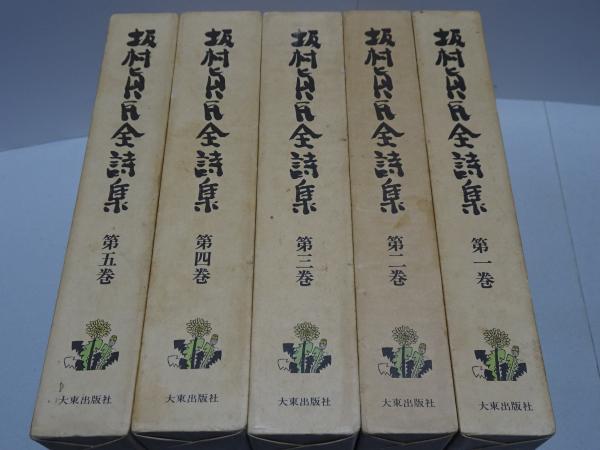 坂村真民全詩集
第五巻
大東出版社
坂村真民全詩集
第四巻
大東出版社
坂村真民全詩集
第三巻
大東出版社
坂村真民全詩集
第二巻
大東出版社
坂村真民全詩集
第一巻
大東出版社